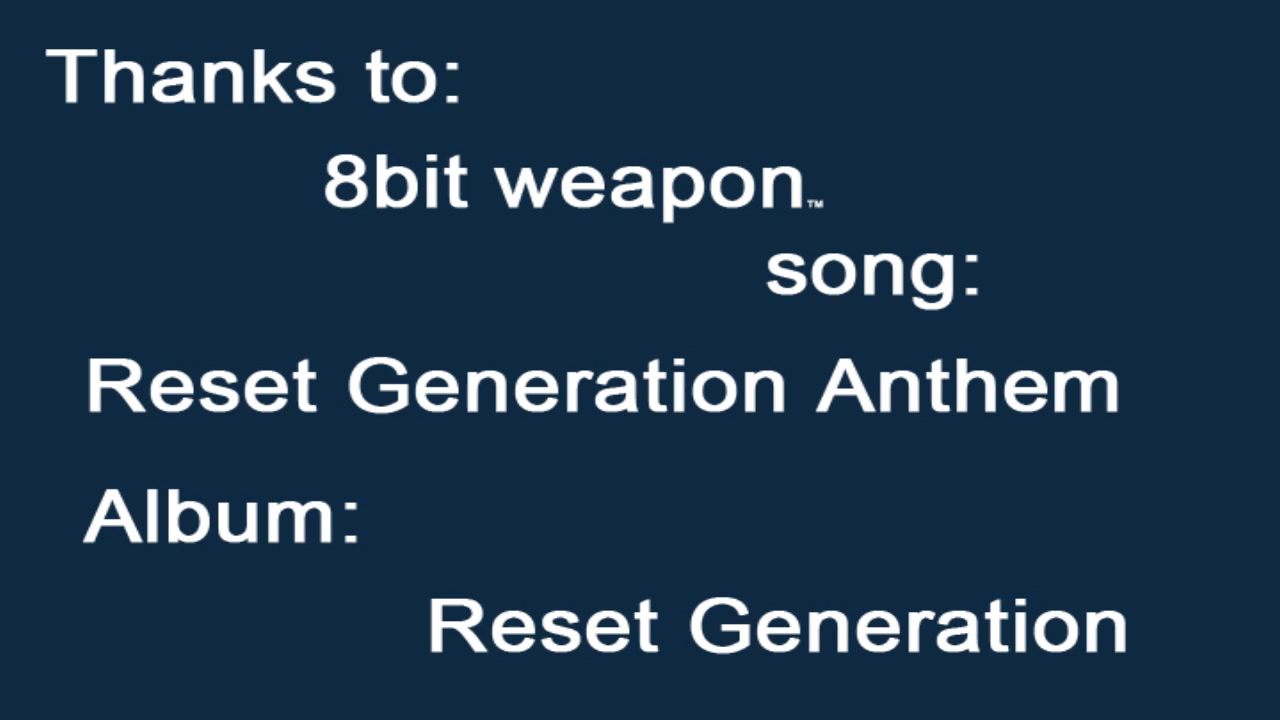 Thanks to:
8bit weapon™
song:
Reset Generation Anthem
Album:
Reset Generation